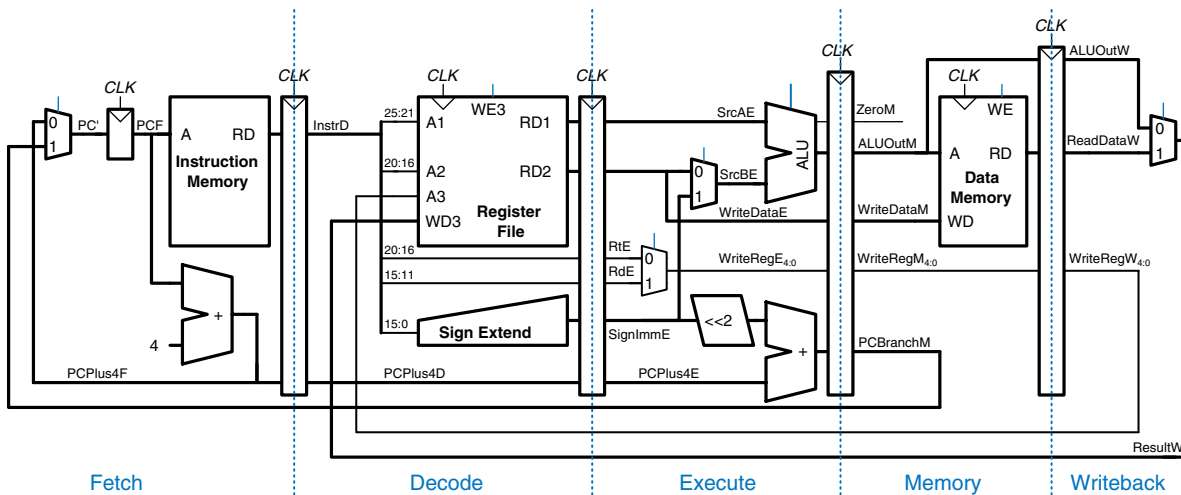 CLK
ALUOutW
CLK
CLK
CLK
CLK
CLK
CLK
0
1
PC'
PCF
A RD
Instruction
Memory
InstrD
25:21
A1
WE3
RD1
20:16
A2
RD2
A3
WD3
Register
File
SrcAE
0
1
SrcBE
ALU
ZeroM
ALUOutM
WE
A RD
Data
Memory
WD
ReadDataW
0
1
WriteDataE
WriteDataM
20:16
RtE
0
15:11
RdE
1
WriteRegE4:0
WriteRegM4:0
WriteRegW4:0
+
4
15:0
Sign Extend
SignImmE
<<2
+
PCBranchM
PCPlus4F
PCPlus4D
PCPlus4E
ResultW
Fetch
Decode
Execute
Memory
Writeback